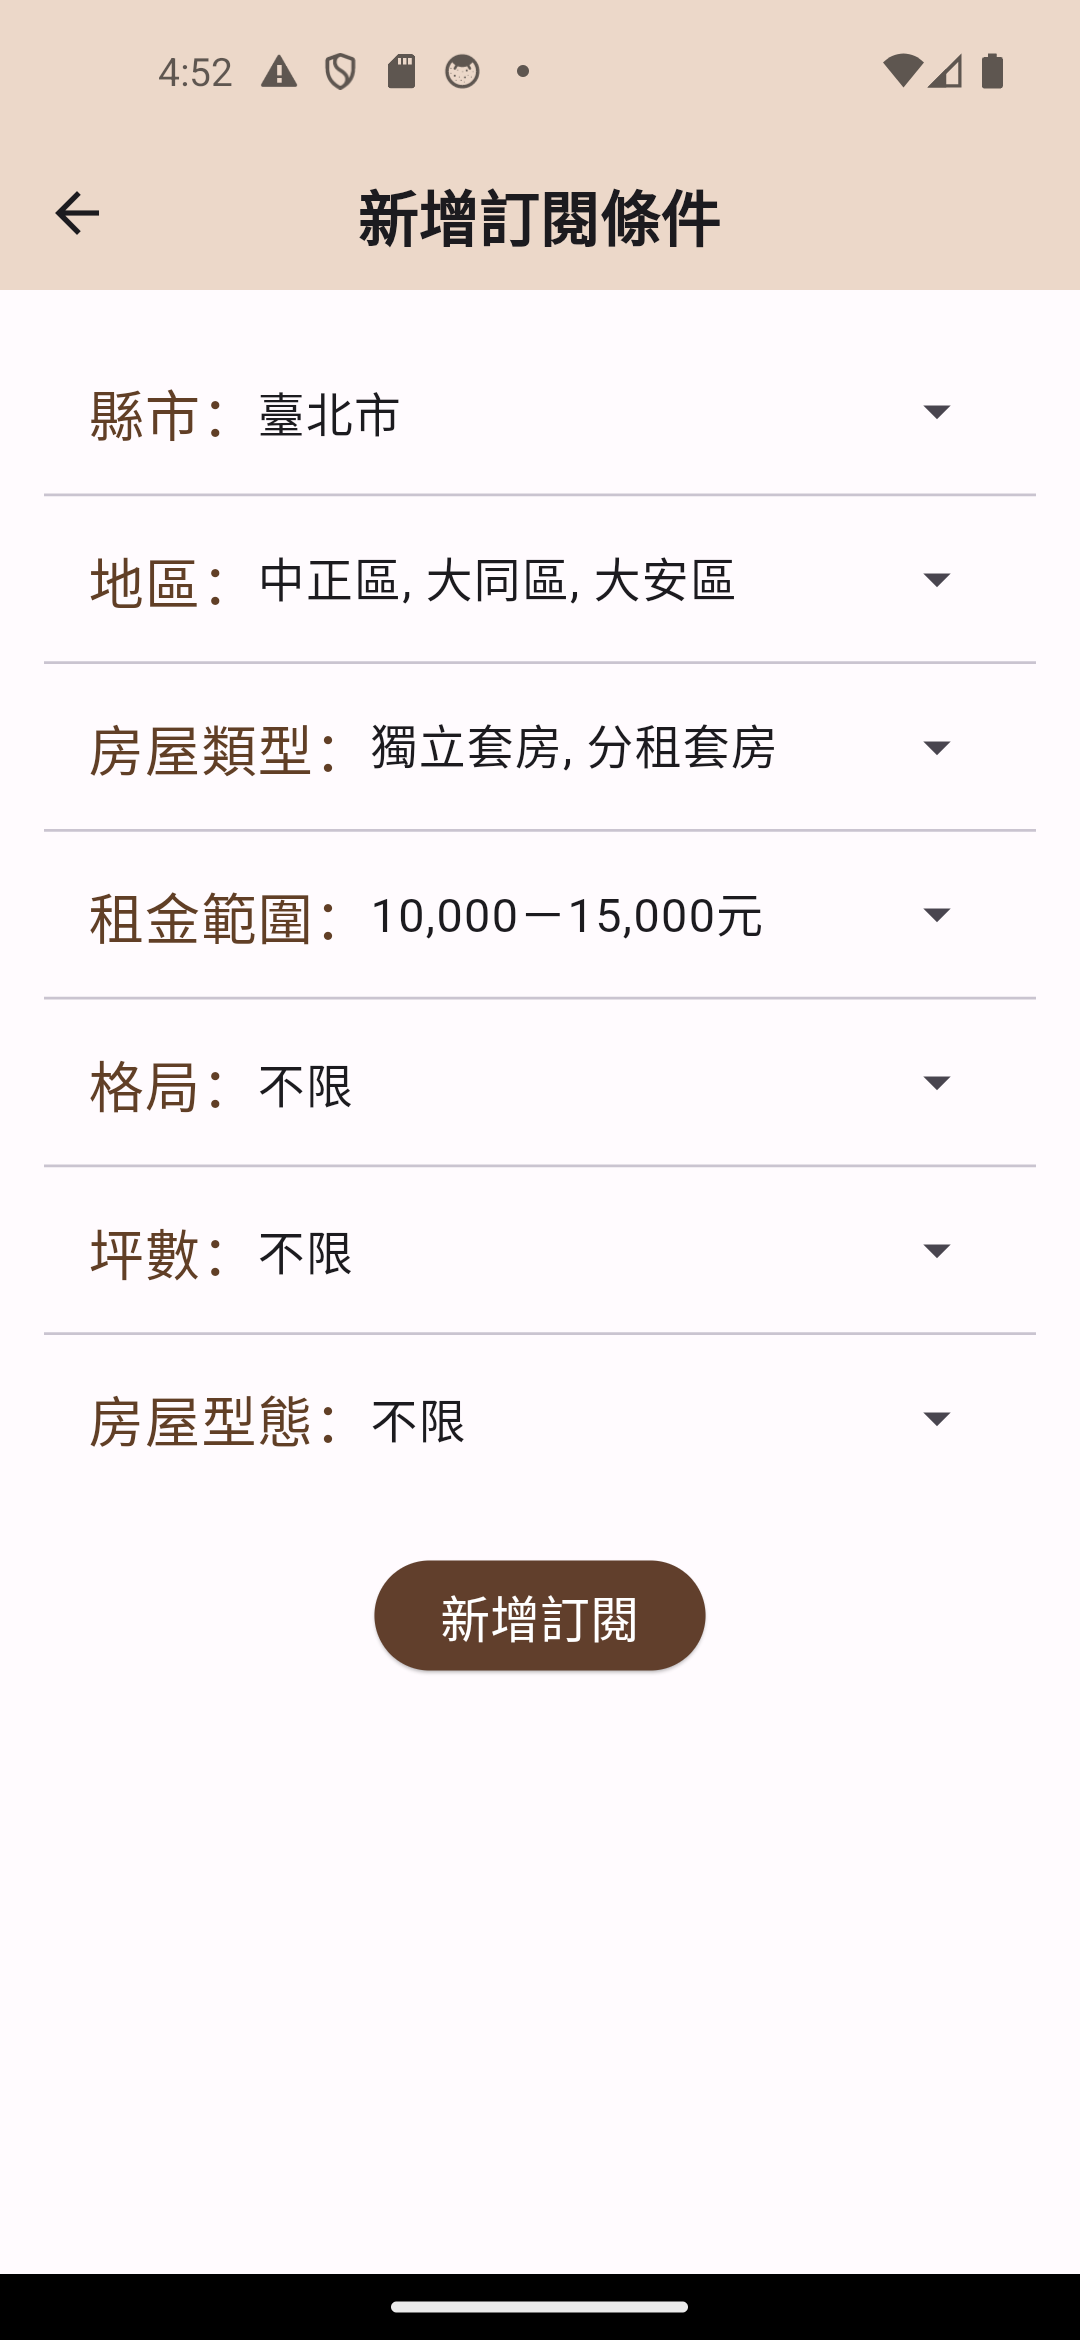 4:52
新增訂閱條件
縣市：臺北市
地區：中正區, 大同區, 大安區
房屋類型：獨立套房, 分租套房
租金範圍：10,000－15,000元
格局：不限
坪數：不限
房屋型態：不限
新增訂閱